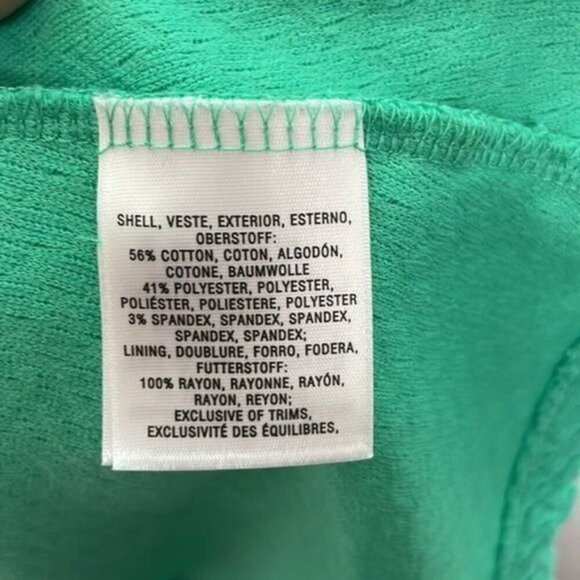 SHELL, VESTE, EXTERIOR, ESTERNO,
OBERSTOFF:
56% COTTON, COTON, ALGODÓN,
COTONE, BAUMWOLLE
41% POLYESTER, POLYESTER,
POLIÉSTER, POLIESTERE, POLYESTER
3% SPANDEX, SPANDEX, SPANDEX,
SPANDEX, SPANDEX;
LINING, DOUBLURE, FORRO, FODERA,
FUTTERSTOFF:
100% RAYON, RAYONNE, RAYÓN,
RAYON, REYON;
EXCLUSIVE OF TRIMS,
EXCLUSIVITÉ DES ÉQUILIBRES,